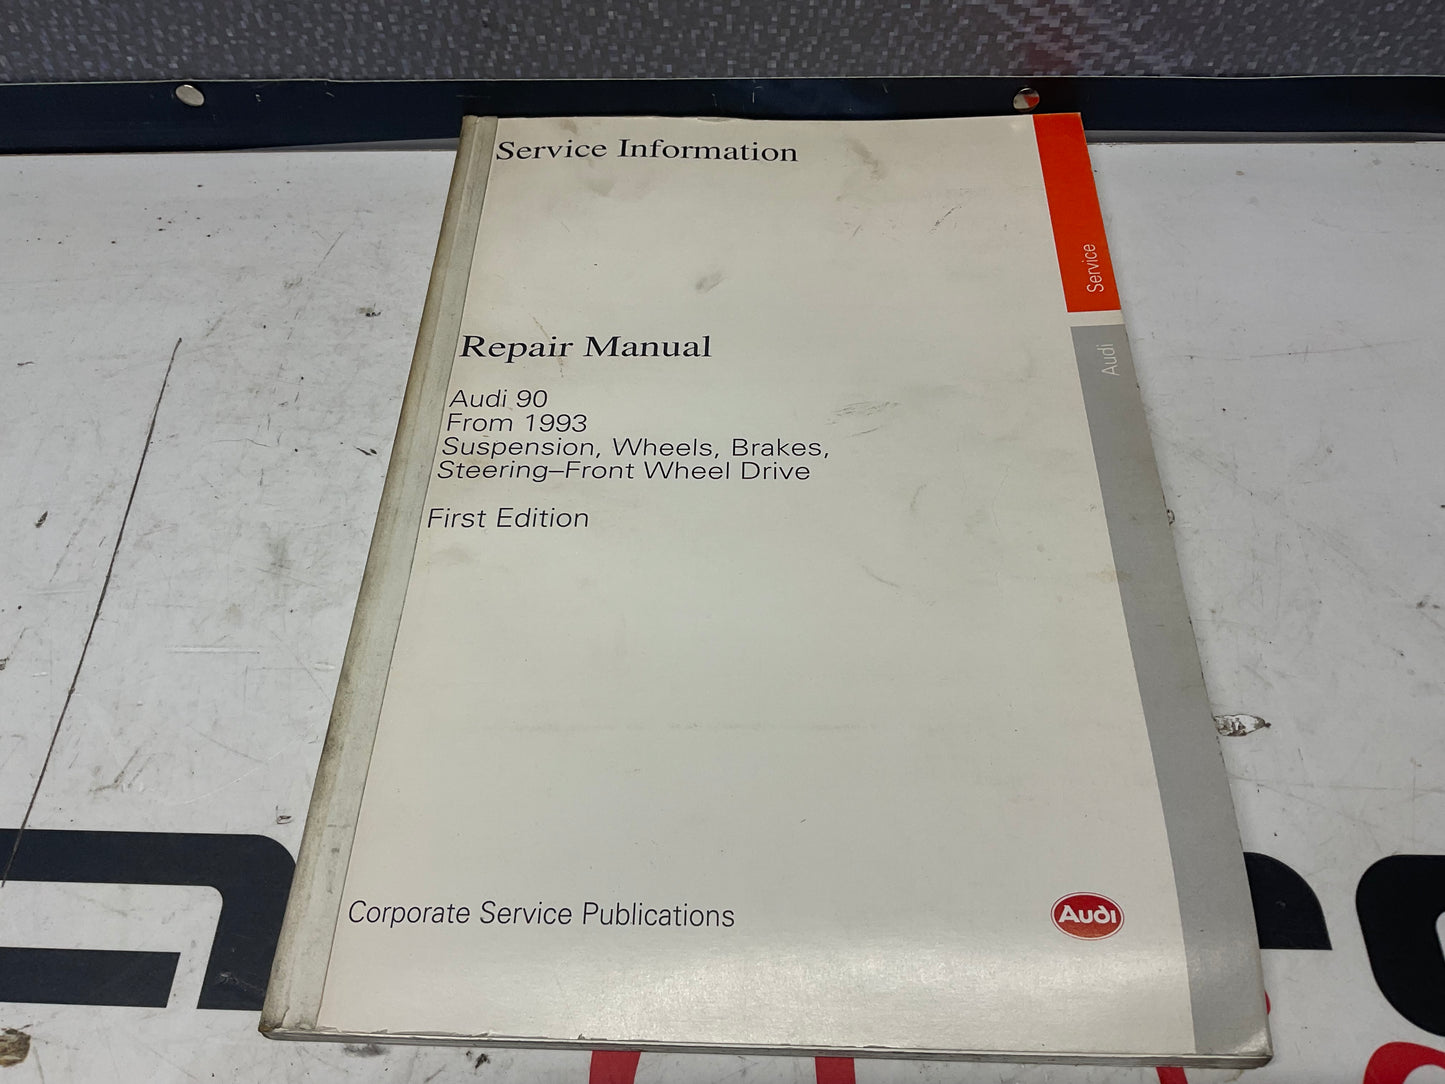 Service Information
Service
Audi
Repair Manual
Audi 90
From 1993
Suspension, Wheels, Brakes,
Steering–Front Wheel Drive
First Edition
Corporate Service Publications
Audi